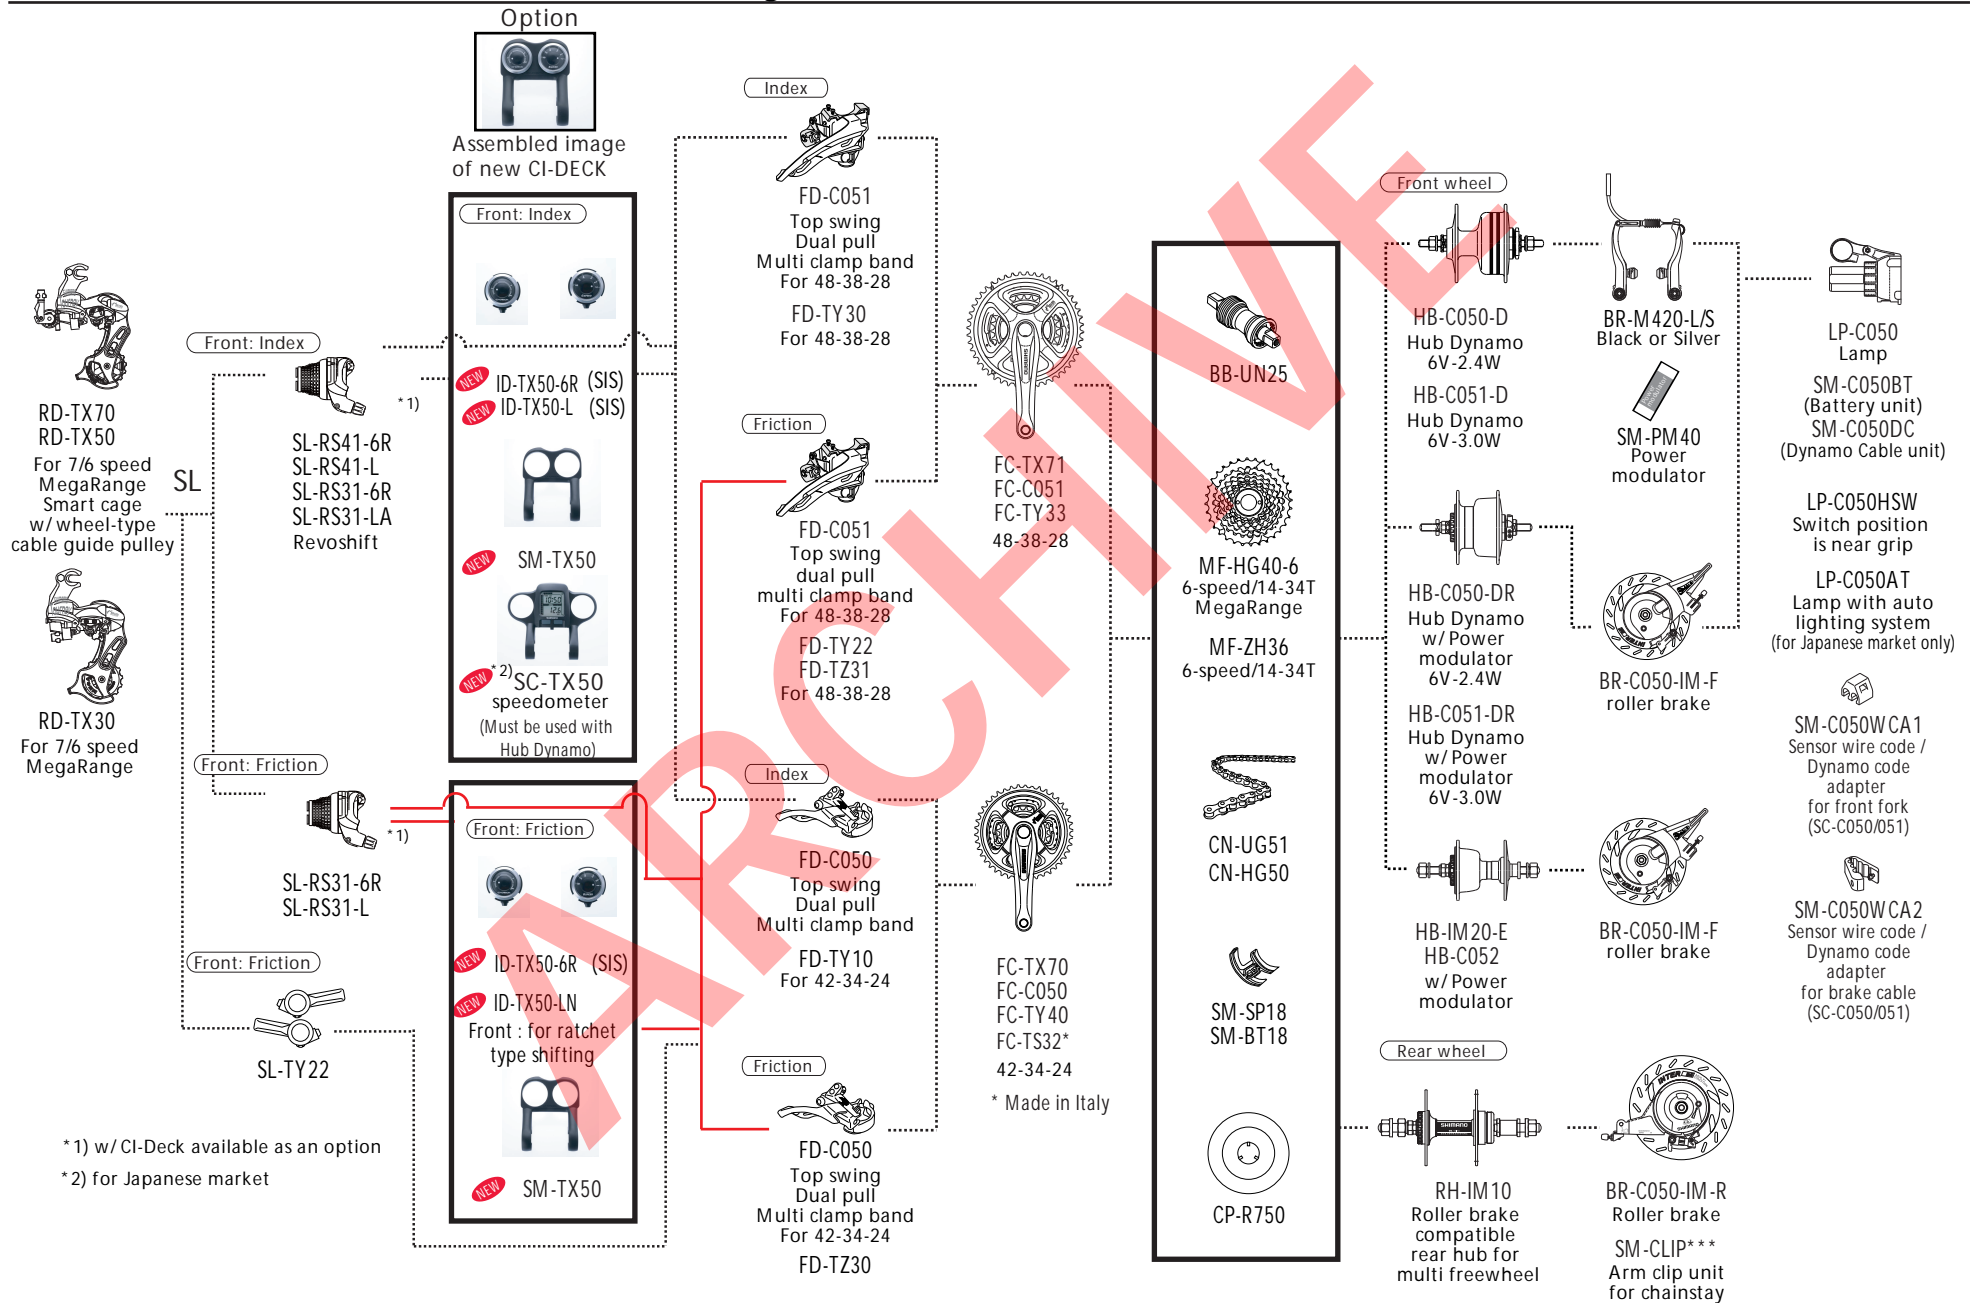 Option
Assembled image
of new CI-DECK
RD-TX70
RD-TX50
For 7/6 speed
MegaRange
Smart cage
w/ wheel-type
cable guide pulley
RD-TX30
For 7/6 speed
MegaRange
SL
Front: Index
*1)
SL-RS41-6R
SL-RS41-L
SL-RS31-6R
SL-RS31-LA
Revoshift
Front: Friction
*1)
SL-RS31-6R
SL-RS31-L
Front: Friction
SL-TY22
*1) w/ CI-Deck available as an option
*2) for Japanese market
Front: Index
NEW ID-TX50-6R (SIS)
NEW ID-TX50-L (SIS)
NEW SM-TX50
NEW *2) SC-TX50
speedometer
(Must be used with
Hub Dynamo)
Front: Friction
NEW ID-TX50-6R (SIS)
NEW ID-TX50-LN
Front : for ratchet
type shifting
NEW SM-TX50
Index
FD-C051
Top swing
Dual pull
Multi clamp band
For 48-38-28
FD-TY30
For 48-38-28
Friction
FD-C051
Top swing
dual pull
multi clamp band
For 48-38-28
FD-TY22
FD-TZ31
For 48-38-28
Index
FD-C050
Top swing
Dual pull
Multi clamp band
FD-TY10
For 42-34-24
Friction
FD-C050
Top swing
Dual pull
Multi clamp band
For 42-34-24
FD-TZ30
FC-TX71
FC-C051
FC-TY33
48-38-28
FC-TX70
FC-C050
FC-TY40
FC-TS32*
42-34-24
* Made in Italy
BB-UN25
MF-HG40-6
6-speed/14-34T
MegaRange
MF-ZH36
6-speed/14-34T
CN-UG51
CN-HG50
SM-SP18
SM-BT18
CP-R750
Front wheel
HB-C050-D
Hub Dynamo
6V-2.4W
HB-C051-D
Hub Dynamo
6V-3.0W
HB-C050-DR
Hub Dynamo
w/ Power
modulator
6V-2.4W
HB-C051-DR
Hub Dynamo
w/ Power
modulator
6V-3.0W
HB-IM20-E
HB-C052
w/ Power
modulator
Rear wheel
SHIMANO
RH-IM10
Roller brake
compatible
rear hub for
multi freewheel
BR-M420-L/S
Black or Silver
SM-PM40
Power
modulator
BR-C050-IM-F
roller brake
BR-C050-IM-F
roller brake
BR-C050-IM-R
Roller brake
SM-CLIP***
Arm clip unit
for chainstay
LP-C050
Lamp
SM-C050BT
(Battery unit)
SM-C050DC
(Dynamo Cable unit)
LP-C050HSW
Switch position
is near grip
LP-C050AT
Lamp with auto
lighting system
(for Japanese market only)
SM-C050WCA1
Sensor wire code /
Dynamo code
adapter
for front fork
(SC-C050/051)
SM-C050WCA2
Sensor wire code /
Dynamo code
adapter
for brake cable
(SC-C050/051)
ARCHIVE